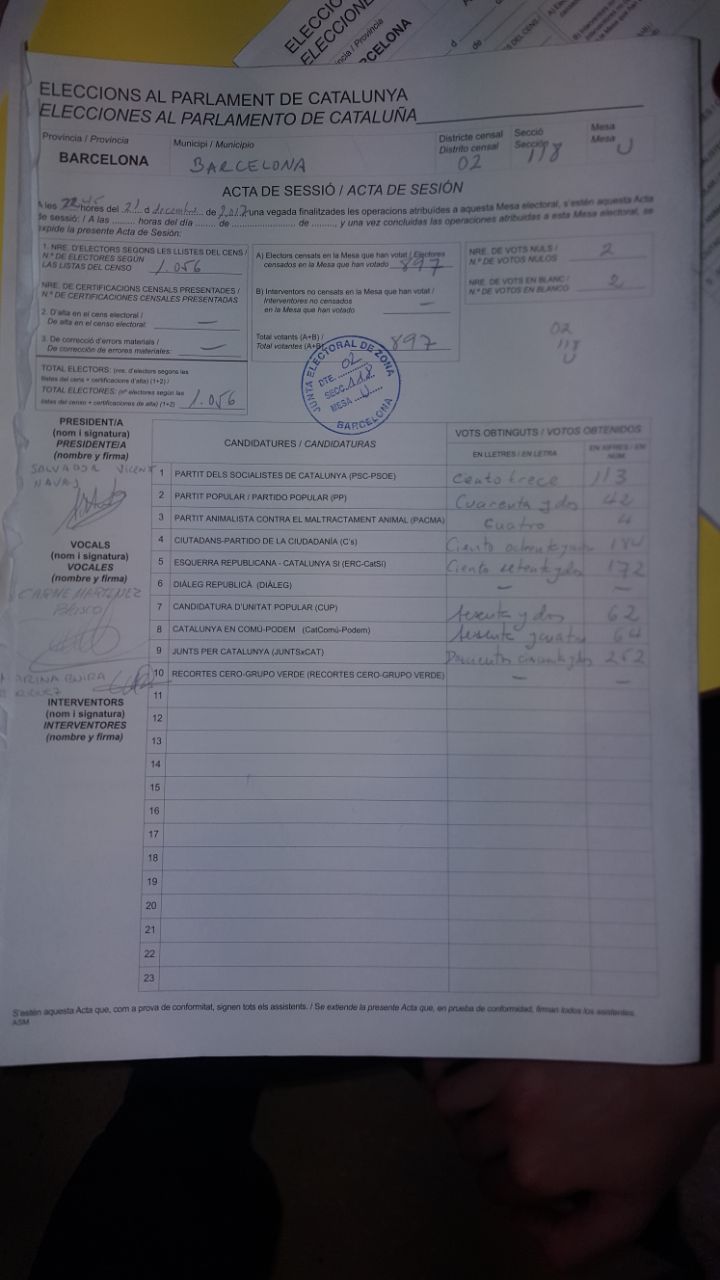 ELECCIONS AL PARLAMENT DE CATALUNYA
ELECCIONES AL PARLAMENTO DE CATALUÑA
Província / Provincia
BARCELONA
Municipi / Municipio
BARCELONA
Districte censal
Distrito censal
02
Secció
Sección
118
Mesa
Mesa
U
ACTA DE SESSIÓ / ACTA DE SESIÓN
A les 22:45 hores del 21 d desembre de 2017 una vegada finalitzades les operacions atribuïdes a aquesta Mesa electoral, s'estén aquesta Acta
de sessió: / A las ........ horas del día ....... de ...................... de ........, y una vez concluidas las operaciones atribuidas a esta Mesa electoral, se
expide la presente Acta de Sesión:
1. NRE. D'ELECTORS SEGONS LES LLISTES DEL CENS /
N.º DE ELECTORES SEGÚN
LAS LISTAS DEL CENSO 1.056
NRE. DE CERTIFICACIONS CENSALS PRESENTADES /
N.º DE CERTIFICACIONES CENSALES PRESENTADAS
2. D'alta en el cens electoral: /
De alta en el censo electoral: —
3. De correcció d'errors materials: /
De corrección de errores materiales: —
TOTAL ELECTORS: (nre. d'electors segons les
llistes del cens + certificacions d'alta) (1+2) /
TOTAL ELECTORES: (nº electores según las
listas del censo + certificaciones de alta) (1+2) 1.056
A) Electors censats en la Mesa que han votat / Electores
censados en la Mesa que han votado 897
B) Interventors no censats en la Mesa que han votat /
Interventores no censados
en la Mesa que han votado —
Total votants (A+B) /
Total votantes (A+B) 897
NRE. DE VOTS NULS /
N.º DE VOTOS NULOS 2
NRE. DE VOTS EN BLANC /
N.º DE VOTOS EN BLANCO 2
02
118
U
JUNTA ELECTORAL DE ZONA
DTE. 02
SECC. 118
MESA U
BARCELONA
PRESIDENT/A
(nom i signatura)
PRESIDENTE/A
(nombre y firma)
SALVADOR VICENT
NAVAS
VOCALS
(nom i signatura)
VOCALES
(nombre y firma)
CARME MARTINEZ
INTERVENTORS
(nom i signatura)
INTERVENTORES
(nombre y firma)
CANDIDATURES / CANDIDATURAS
VOTS OBTINGUTS / VOTOS OBTENIDOS
EN LLETRES / EN LETRA
EN XIFRES / EN NÚM.
1 PARTIT DELS SOCIALISTES DE CATALUNYA (PSC-PSOE) Ciento trece 113
2 PARTIT POPULAR / PARTIDO POPULAR (PP) Cuarenta y dos 42
3 PARTIT ANIMALISTA CONTRA EL MALTRACTAMENT ANIMAL (PACMA) Cuatro 4
4 CIUTADANS-PARTIDO DE LA CIUDADANÍA (C's) Ciento ochenta y cuatro 184
5 ESQUERRA REPUBLICANA - CATALUNYA SÍ (ERC-CatSí) Ciento setenta y dos 172
6 DIÀLEG REPUBLICÀ (DIÀLEG) — —
7 CANDIDATURA D'UNITAT POPULAR (CUP) sesenta y dos 62
8 CATALUNYA EN COMÚ-PODEM (CatComú-Podem) sesenta y cuatro 64
9 JUNTS PER CATALUNYA (JUNTSxCAT) Doscientos cincuenta y dos 252
10 RECORTES CERO-GRUPO VERDE (RECORTES CERO-GRUPO VERDE) — —
11
12
13
14
15
16
17
18
19
20
21
22
23
S'estén aquesta Acta que, com a prova de conformitat, signen tots els assistents. / Se extiende la presente Acta que, en prueba de conformidad, firman todos los asistentes.
ASM